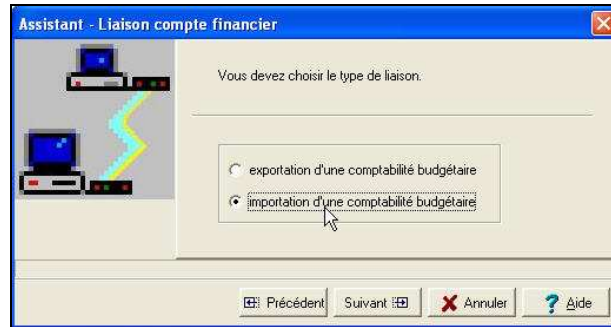 Assistant - Liaison compte financier
Vous devez choisir le type de liaison.
exportation d'une comptabilité budgétaire
importation d'une comptabilité budgétaire
Précédent Suivant Annuler Aide